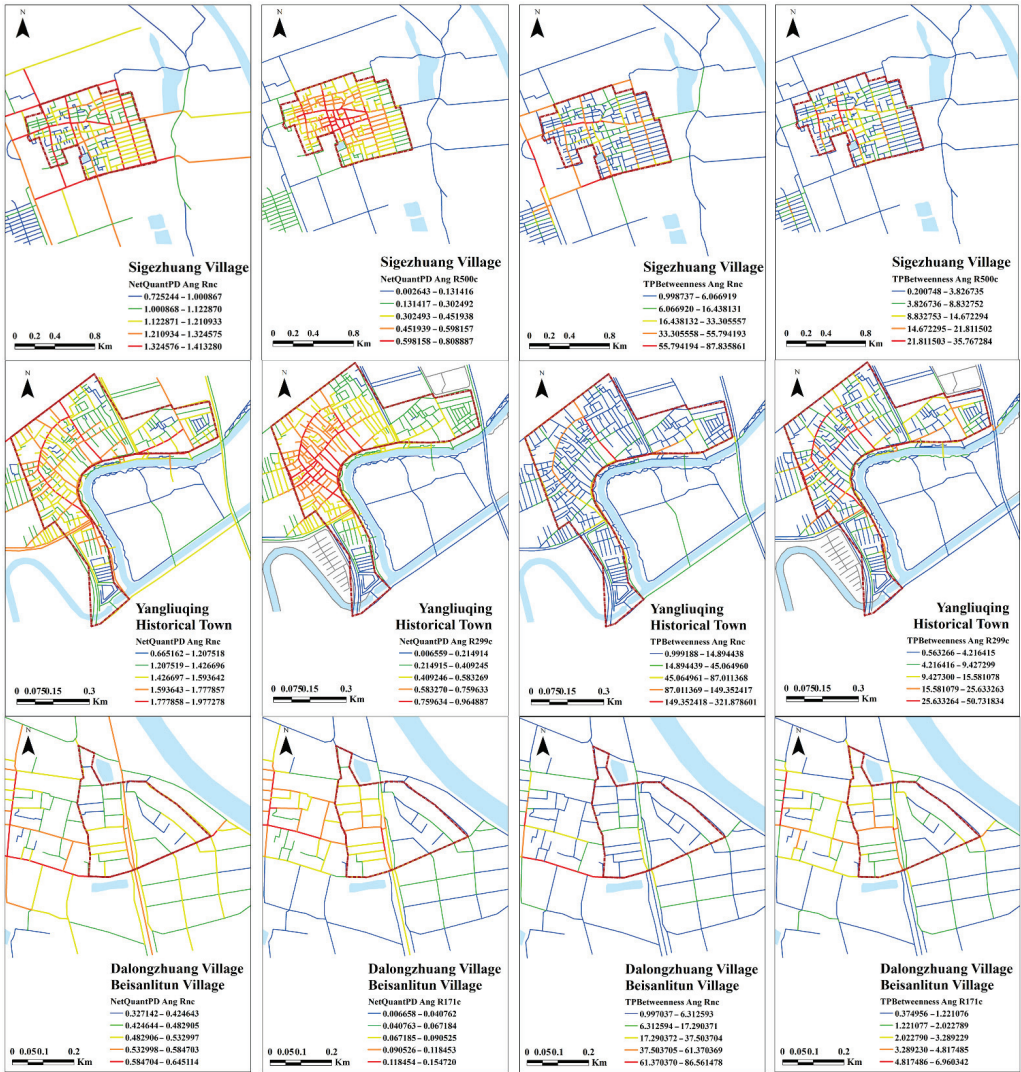 N
Sigezhuang Village
NetQuantPD Ang Rnc
0.725244 - 1.000867
1.000868 - 1.122870
1.122871 - 1.210933
1.210934 - 1.324575
1.324576 - 1.413280
0 0.2 0.4 0.8
Km
N
Sigezhuang Village
NetQuantPD Ang R500c
0.002643 - 0.131416
0.131417 - 0.302492
0.302493 - 0.451938
0.451939 - 0.598157
0.598158 - 0.808887
0 0.2 0.4 0.8
Km
N
Sigezhuang Village
TPBetweenness Ang Rnc
0.998737 - 6.066919
6.066920 - 16.438131
16.438132 - 33.305557
33.305558 - 55.794193
55.794194 - 87.835861
0 0.2 0.4 0.8
Km
N
Sigezhuang Village
TPBetweenness Ang R500c
0.200748 - 3.826735
3.826736 - 8.832752
8.832753 - 14.672294
14.672295 - 21.811502
21.811503 - 35.767284
0 0.2 0.4 0.8
Km
N
Yangliuqing
Historical Town
NetQuantPD Ang Rnc
0.665162 - 1.207518
1.207519 - 1.426696
1.426697 - 1.593642
1.593643 - 1.777857
1.777858 - 1.977278
0 0.075 0.15 0.3
Km
N
Yangliuqing
Historical Town
NetQuantPD Ang R299c
0.006559 - 0.214914
0.214915 - 0.409245
0.409246 - 0.583269
0.583270 - 0.759633
0.759634 - 0.964887
0 0.075 0.15 0.3
Km
N
Yangliuqing
Historical Town
TPBetweenness Ang Rnc
0.999188 - 14.894438
14.894439 - 45.064960
45.064961 - 87.011368
87.011369 - 149.352417
149.352418 - 321.878601
0 0.075 0.15 0.3
Km
N
Yangliuqing
Historical Town
TPBetweenness Ang R299c
0.563266 - 4.216415
4.216416 - 9.427299
9.427300 - 15.581078
15.581079 - 25.633263
25.633264 - 50.731834
0 0.075 0.15 0.3
Km
N
Dalongzhuang Village
Beisanlitun Village
NetQuantPD Ang Rnc
0.327142 - 0.424643
0.424644 - 0.482905
0.482906 - 0.532997
0.532998 - 0.584703
0.584704 - 0.645114
0 0.05 0.1 0.2
Km
N
Dalongzhuang Village
Beisanlitun Village
NetQuantPD Ang R171c
0.006658 - 0.040762
0.040763 - 0.067184
0.067185 - 0.090525
0.090526 - 0.118453
0.118454 - 0.154720
0 0.05 0.1 0.2
Km
N
Dalongzhuang Village
Beisanlitun Village
TPBetweenness Ang Rnc
0.997037 - 6.312593
6.312594 - 17.290371
17.290372 - 37.503704
37.503705 - 61.370369
61.370370 - 86.561478
0 0.05 0.1 0.2
Km
N
Dalongzhuang Village
Beisanlitun Village
TPBetweenness Ang R171c
0.374956 - 1.221076
1.221077 - 2.022789
2.022790 - 3.289229
3.289230 - 4.817485
4.817486 - 6.960342
0 0.05 0.1 0.2
Km